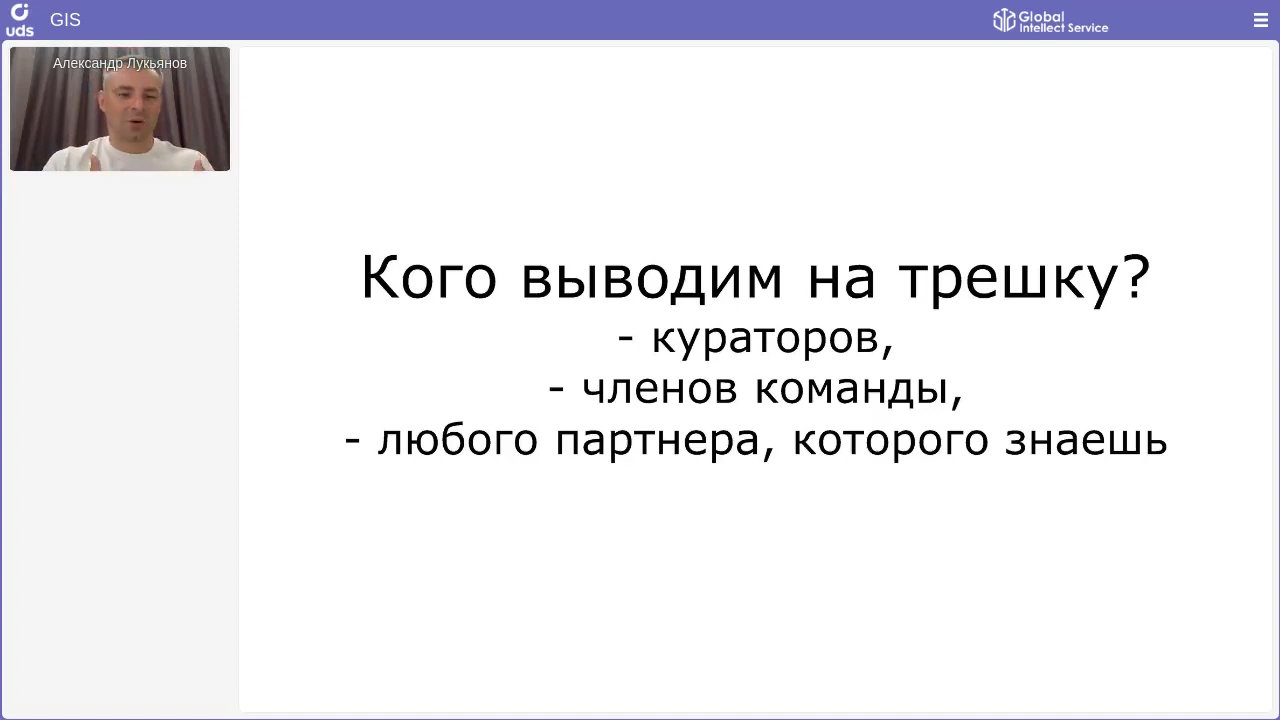 uds
GIS
Global
Intellect Service
Александр Лукьянов
Кого выводим на трешку?
- кураторов,
- членов команды,
- любого партнера, которого знаешь